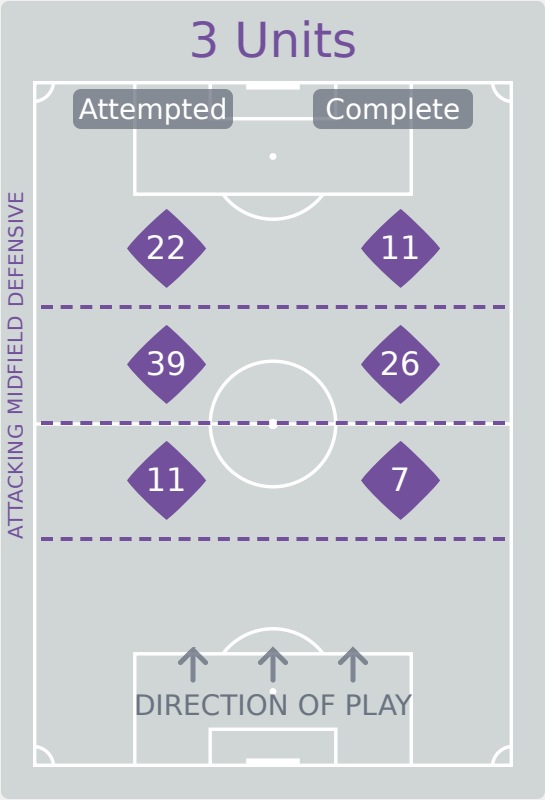 3 Units
Attempted Complete
ATTACKING MIDFIELD DEFENSIVE
22 11
39 26
11 7
DIRECTION OF PLAY